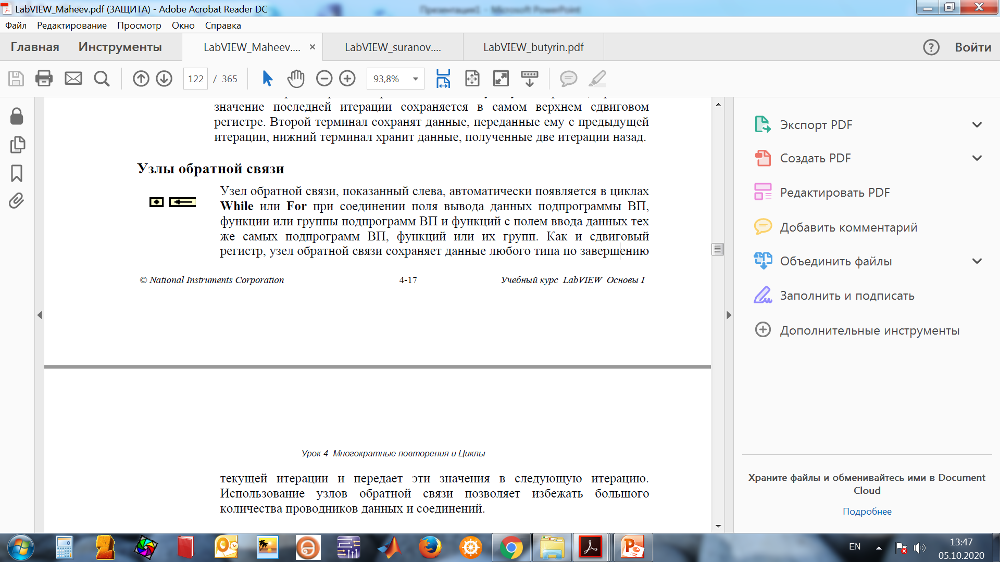 LabVIEW_Maheev.pdf (ЗАЩИТА) - Adobe Acrobat Reader DC
Презентация1 - Microsoft PowerPoint
Файл Редактирование Просмотр Окно Справка
Главная Инструменты LabVIEW_Maheev.... × LabVIEW_suranov.... LabVIEW_butyrin.pdf ? Войти
122 / 365 93,8%
значение последней итерации сохраняется в самом верхнем сдвиговом
регистре. Второй терминал сохранят данные, переданные ему с предыдущей
итерации, нижний терминал хранит данные, полученные две итерации назад.
Узлы обратной связи
Узел обратной связи, показанный слева, автоматически появляется в циклах
While или For при соединении поля вывода данных подпрограммы ВП,
функции или группы подпрограмм ВП и функций с полем ввода данных тех
же самых подпрограмм ВП, функций или их групп. Как и сдвиговый
регистр, узел обратной связи сохраняет данные любого типа по завершению
© National Instruments Corporation 4-17 Учебный курс LabVIEW Основы I
Урок 4 Многократные повторения и Циклы
текущей итерации и передает эти значения в следующую итерацию.
Использование узлов обратной связи позволяет избежать большого
количества проводников данных и соединений.
Экспорт PDF
Создать PDF
Редактировать PDF
Добавить комментарий
Объединить файлы
Заполнить и подписать
Дополнительные инструменты
Храните файлы и обменивайтесь ими в Document
Cloud
Подробнее
EN
13:47
05.10.2020